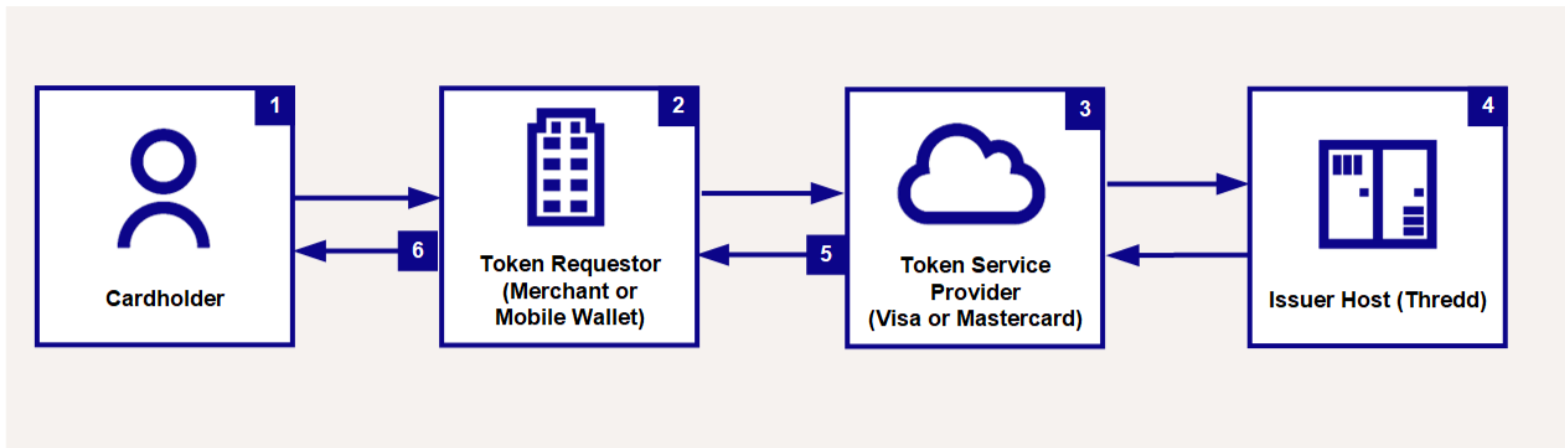 1
Cardholder
2
Token Requestor
(Merchant or
Mobile Wallet)
3
Token Service
Provider
(Visa or Mastercard)
4
Issuer Host (Thredd)
5
6